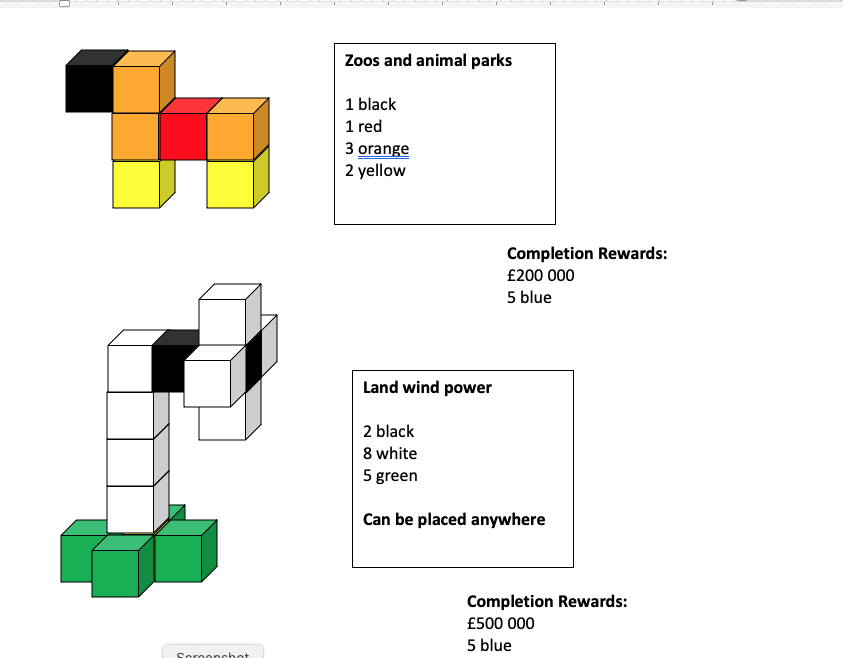 Zoos and animal parks
1 black
1 red
3 orange
2 yellow
Completion Rewards:
£200 000
5 blue
Land wind power
2 black
8 white
5 green
Can be placed anywhere
Completion Rewards:
£500 000
5 blue
Screenshot